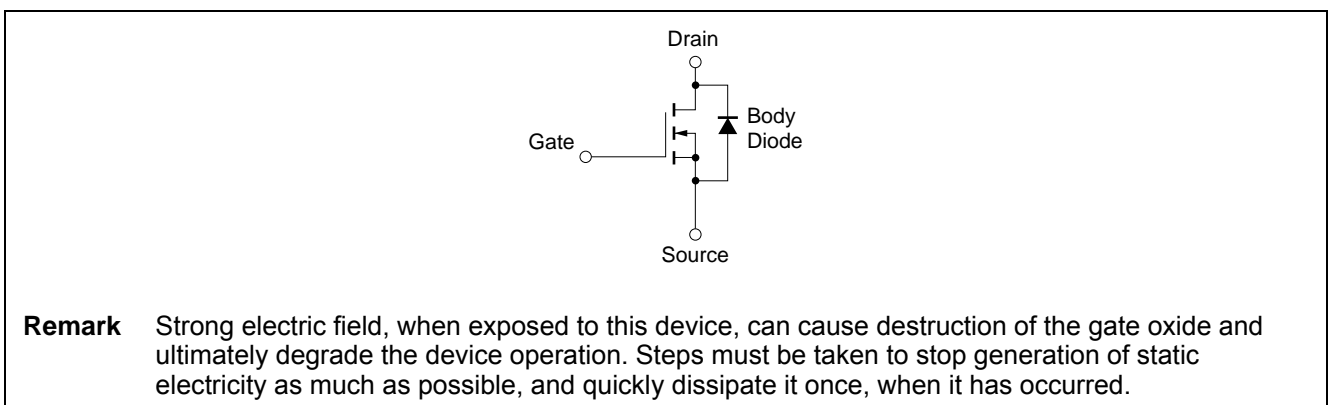 Drain
Body
Diode
Gate
Source
Remark Strong electric field, when exposed to this device, can cause destruction of the gate oxide and
ultimately degrade the device operation. Steps must be taken to stop generation of static
electricity as much as possible, and quickly dissipate it once, when it has occurred.